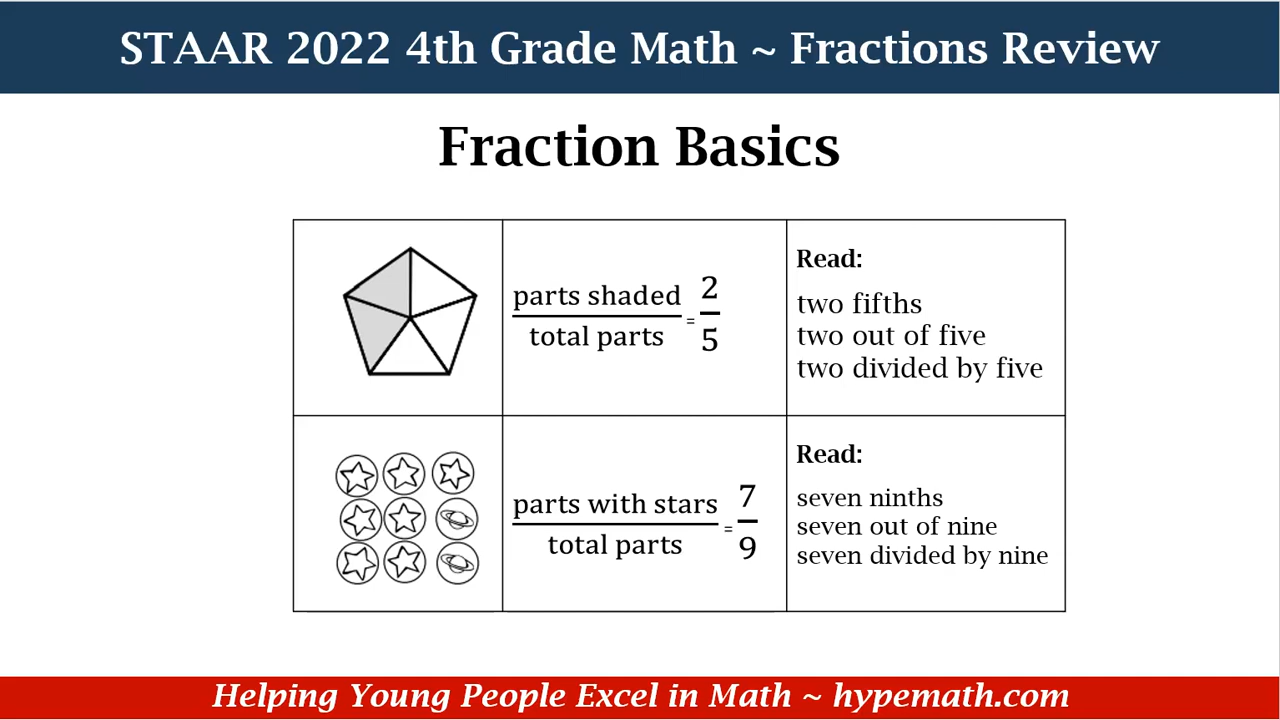 STAAR 2022 4th Grade Math ~ Fractions Review
Fraction Basics
parts shaded
total parts
=
2
5
Read:
two fifths
two out of five
two divided by five
parts with stars
total parts
=
7
9
Read:
seven ninths
seven out of nine
seven divided by nine
Helping Young People Excel in Math ~ hypemath.com